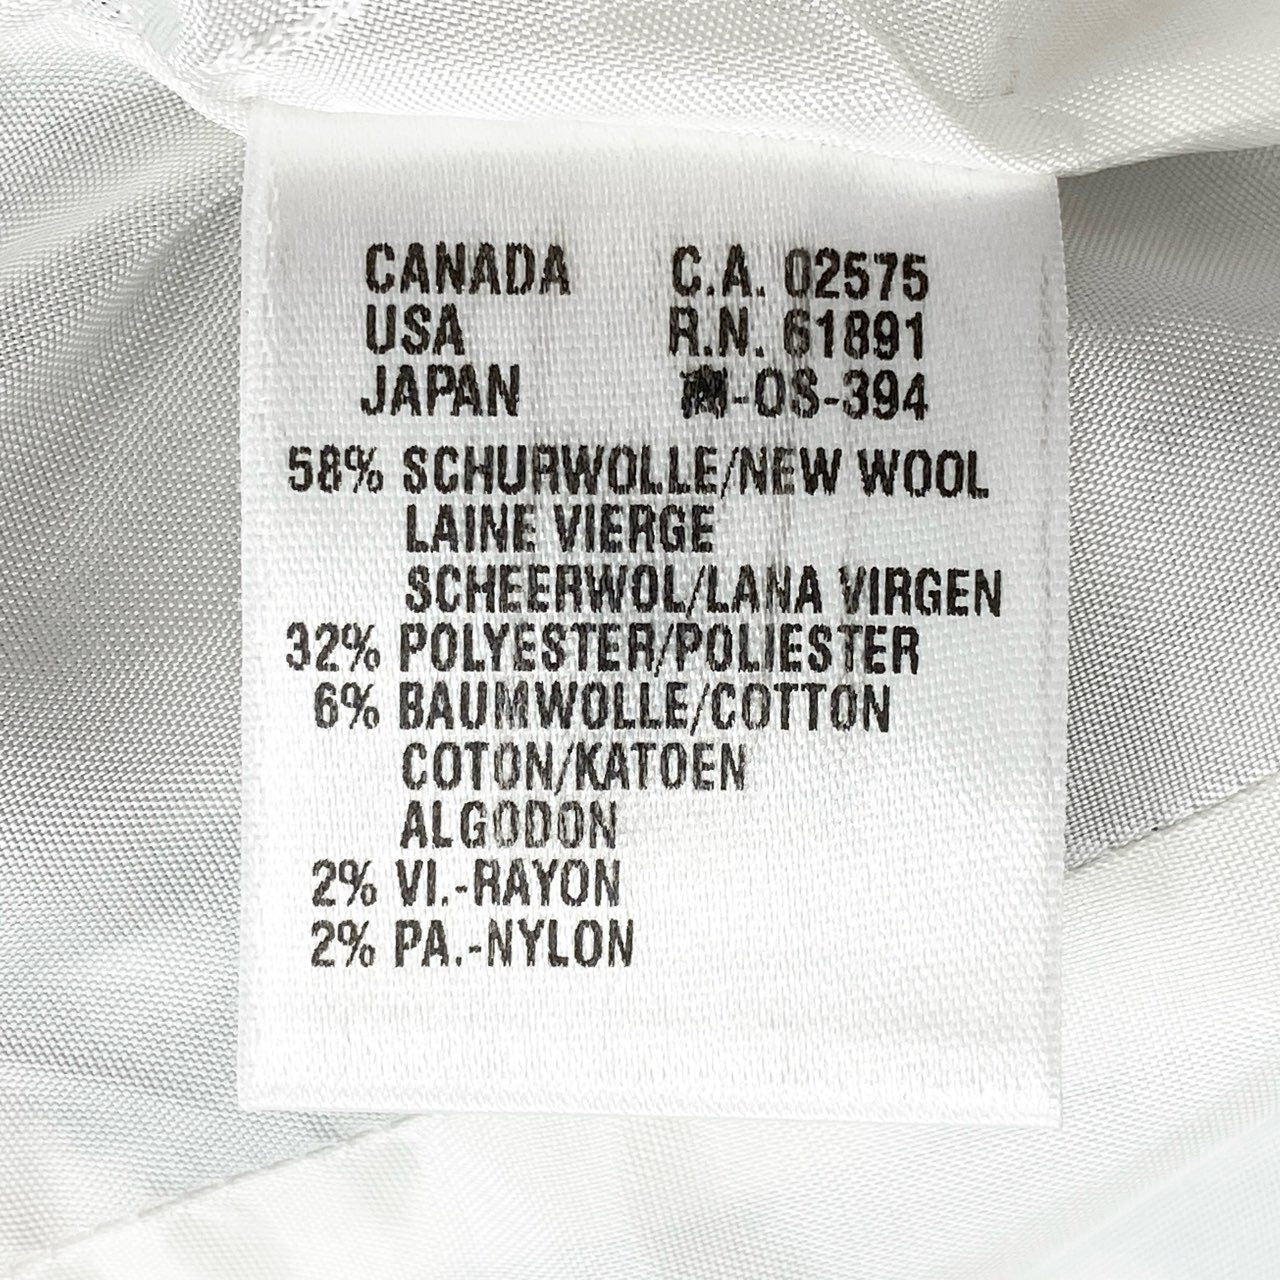 CANADA C.A. 02575
USA R.N. 61891
JAPAN -OS-394
58% SCHURWOLLE/NEW WOOL
LAINE VIERGE
SCHEERWOL/LANA VIRGEN
32% POLYESTER/POLIESTER
6% BAUMWOLLE/COTTON
COTON/KATOEN
ALGODON
2% VI.-RAYON
2% PA.-NYLON